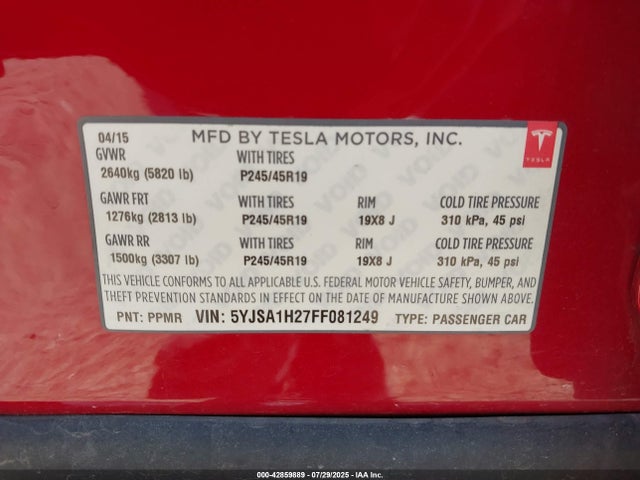 04/15 MFD BY TESLA MOTORS, INC.
TESLA
GVWR WITH TIRES
2640kg (5820 lb) P245/45R19
GAWR FRT WITH TIRES RIM COLD TIRE PRESSURE
1276kg (2813 lb) P245/45R19 19X8 J 310 kPa, 45 psi
GAWR RR WITH TIRES RIM COLD TIRE PRESSURE
1500kg (3307 lb) P245/45R19 19X8 J 310 kPa, 45 psi
THIS VEHICLE CONFORMS TO ALL APPLICABLE U.S. FEDERAL MOTOR VEHICLE SAFETY, BUMPER, AND
THEFT PREVENTION STANDARDS IN EFFECT ON THE DATE OF MANUFACTURE SHOWN ABOVE.
PNT: PPMR VIN: 5YJSA1H27FF081249 TYPE: PASSENGER CAR
000-42859889 - 07/29/2025 - IAA Inc.